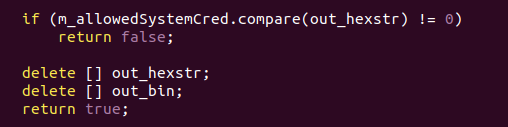 if (m_allowedSystemCred.compare(out_hexstr) != 0)
    return false;

delete [] out_hexstr;
delete [] out_bin;
return true;